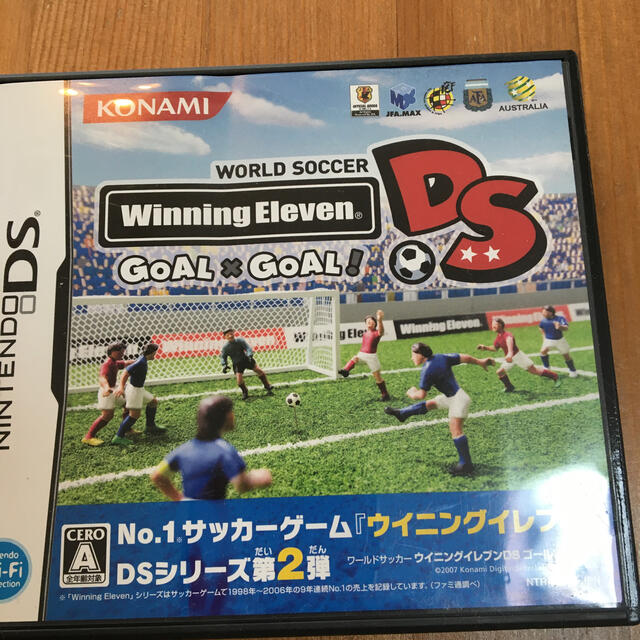 KONAMI
OFFICIAL GOODS
JFA.MAX
AFA
AUSTRALIA
WORLD SOCCER
Winning Eleven®
DS
GOAL × GOAL!
NINTENDO DS®
Winning Eleven®
Winning Eleven®
CERO
A
全年齢対象
No.1※サッカーゲーム『ウイニングイレブ
DSシリーズ第2弾
だい だん
ワールドサッカー ウイニングイレブンDS ゴール
©2007 Konami Digital
※「Winning Eleven」シリーズはサッカーゲームで1998年〜2006年の9年連続No.1の売上を記録しています。(ファミ通調べ)